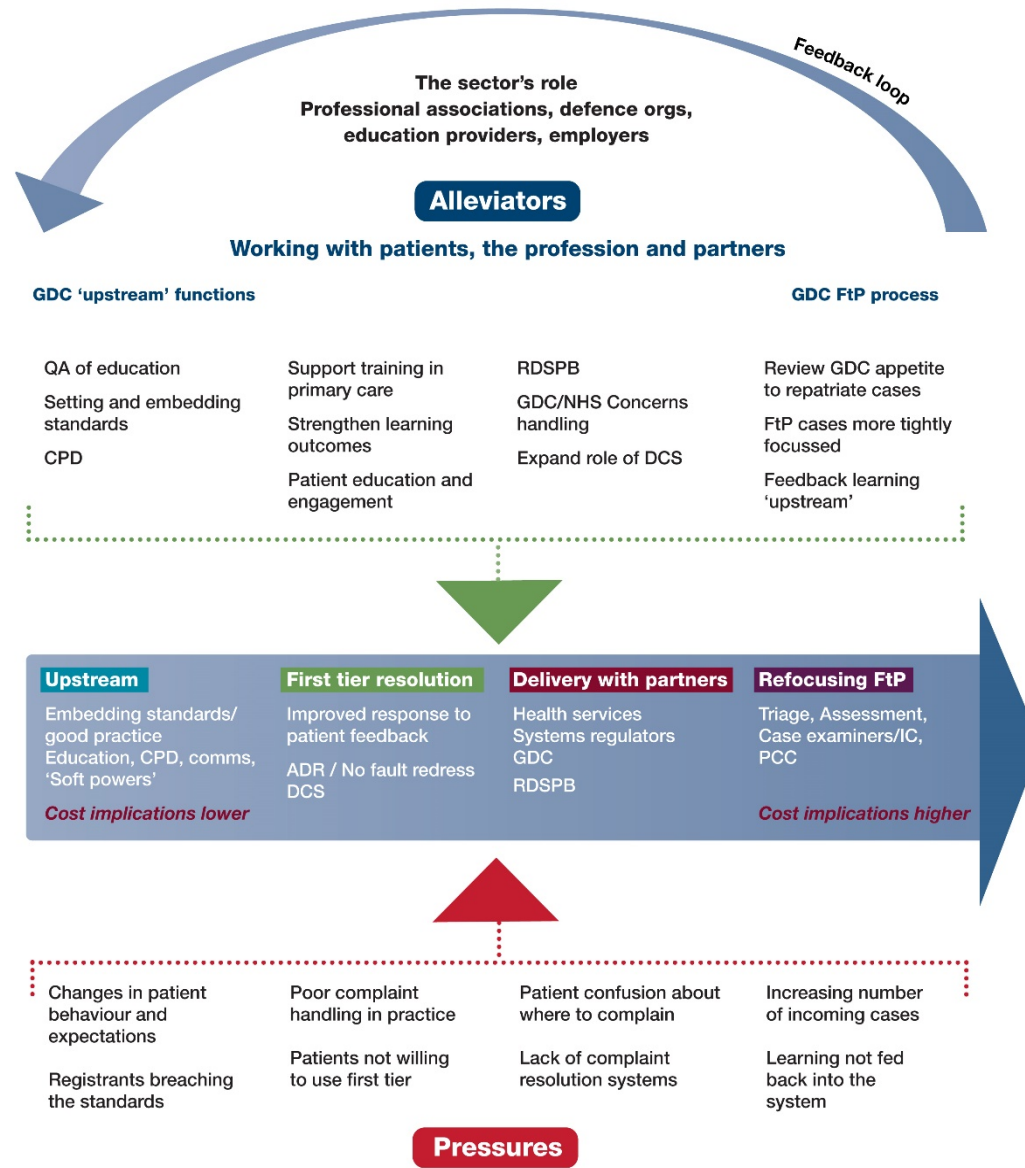 Feedback loop
The sector's role
Professional associations, defence orgs,
education providers, employers
Alleviators
Working with patients, the profession and partners
GDC 'upstream' functions
GDC FtP process
QA of education
Setting and embedding
standards
CPD
Support training in
primary care
Strengthen learning
outcomes
Patient education and
engagement
RDSPB
GDC/NHS Concerns
handling
Expand role of DCS
Review GDC appetite
to repatriate cases
FtP cases more tightly
focussed
Feedback learning
'upstream'
Upstream
Embedding standards/
good practice
Education, CPD, comms,
'Soft powers'
Cost implications lower
First tier resolution
Improved response to
patient feedback
ADR / No fault redress
DCS
Delivery with partners
Health services
Systems regulators
GDC
RDSPB
Refocusing FtP
Triage, Assessment,
Case examiners/IC,
PCC
Cost implications higher
Changes in patient
behaviour and
expectations
Registrants breaching
the standards
Poor complaint
handling in practice
Patients not willing
to use first tier
Patient confusion about
where to complain
Lack of complaint
resolution systems
Increasing number
of incoming cases
Learning not fed
back into the
system
Pressures